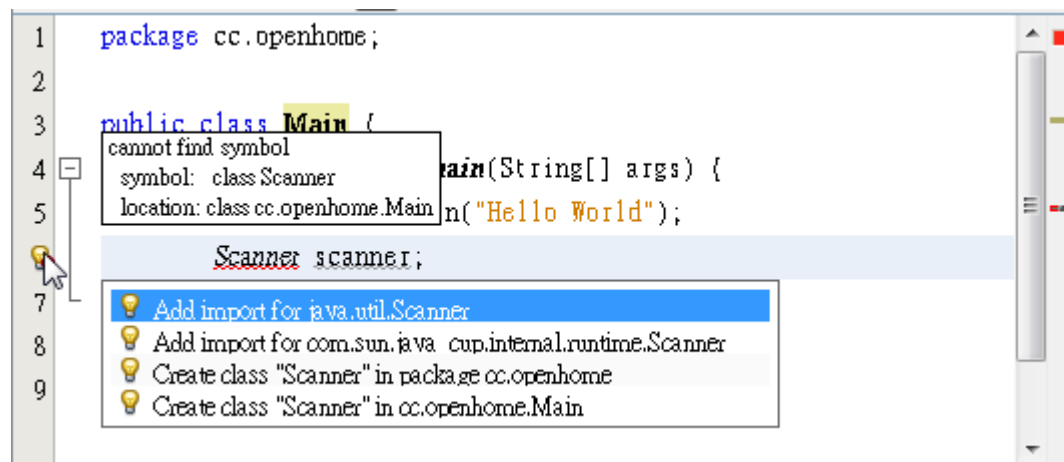 1 package cc.openhome;
2
3 public class Main {
cannot find symbol
symbol: class Scanner
location: class cc.openhome.Main
4 main(String[] args) {
5 n("Hello World");
Scanner scanner;
7
Add import for java.util.Scanner
Add import for com.sun.java_cup.internal.runtime.Scanner
8
Create class "Scanner" in package cc.openhome
9
Create class "Scanner" in cc.openhome.Main